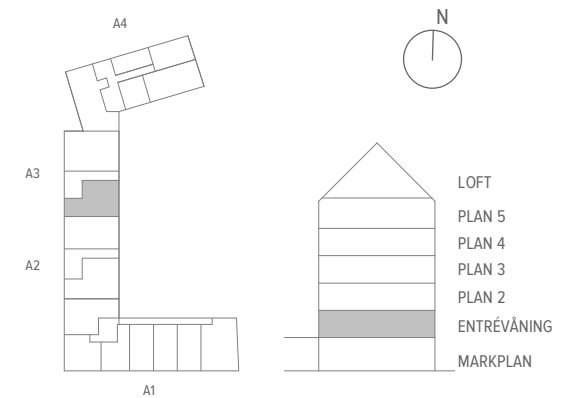 A4
N
A3
A2
A1
LOFT
PLAN 5
PLAN 4
PLAN 3
PLAN 2
ENTRÉVÅNING
MARKPLAN